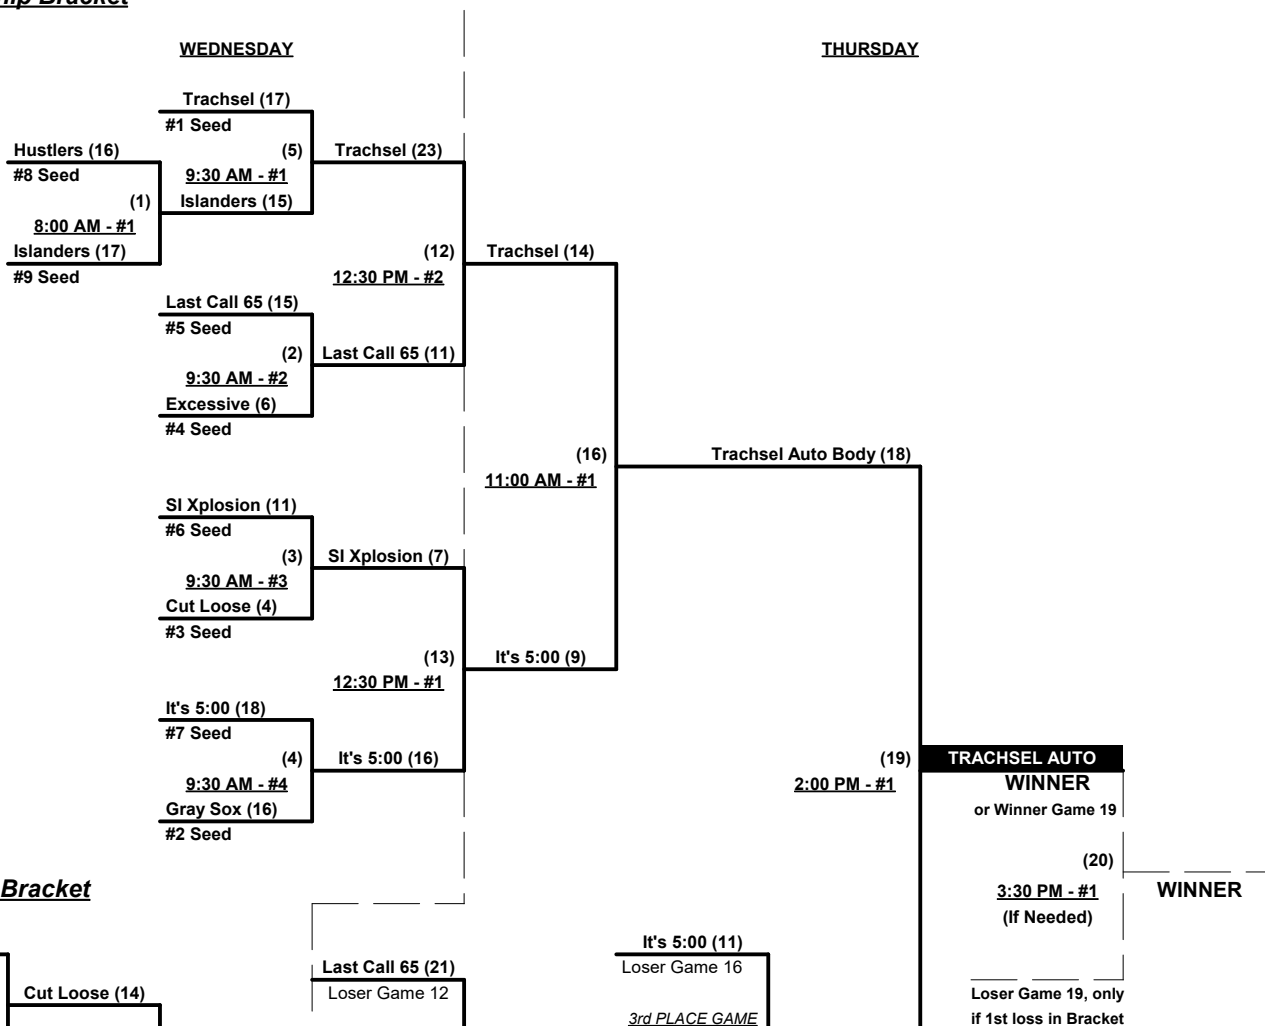 Bracket
WEDNESDAY
THURSDAY
Trachsel (17)
#1 Seed
Hustlers (16)
(5)
Trachsel (23)
#8 Seed
9:30 AM - #1
(1)
Islanders (15)
8:00 AM - #1
Islanders (17)
(12)
Trachsel (14)
#9 Seed
12:30 PM - #2
Last Call 65 (15)
#5 Seed
(2)
Last Call 65 (11)
9:30 AM - #2
Excessive (6)
#4 Seed
(16)
Trachsel Auto Body (18)
11:00 AM - #1
SI Xplosion (11)
#6 Seed
(3)
SI Xplosion (7)
9:30 AM - #3
Cut Loose (4)
#3 Seed
(13)
It's 5:00 (9)
12:30 PM - #1
It's 5:00 (18)
#7 Seed
(4)
It's 5:00 (16)
(19)
TRACHSEL AUTO
9:30 AM - #4
2:00 PM - #1
WINNER
Gray Sox (16)
or Winner Game 19
#2 Seed
(20)
Bracket
3:30 PM - #1
WINNER
(If Needed)
It's 5:00 (11)
Last Call 65 (21)
Loser Game 16
Cut Loose (14)
Loser Game 12
Loser Game 19, only
3rd PLACE GAME
if 1st loss in Bracket